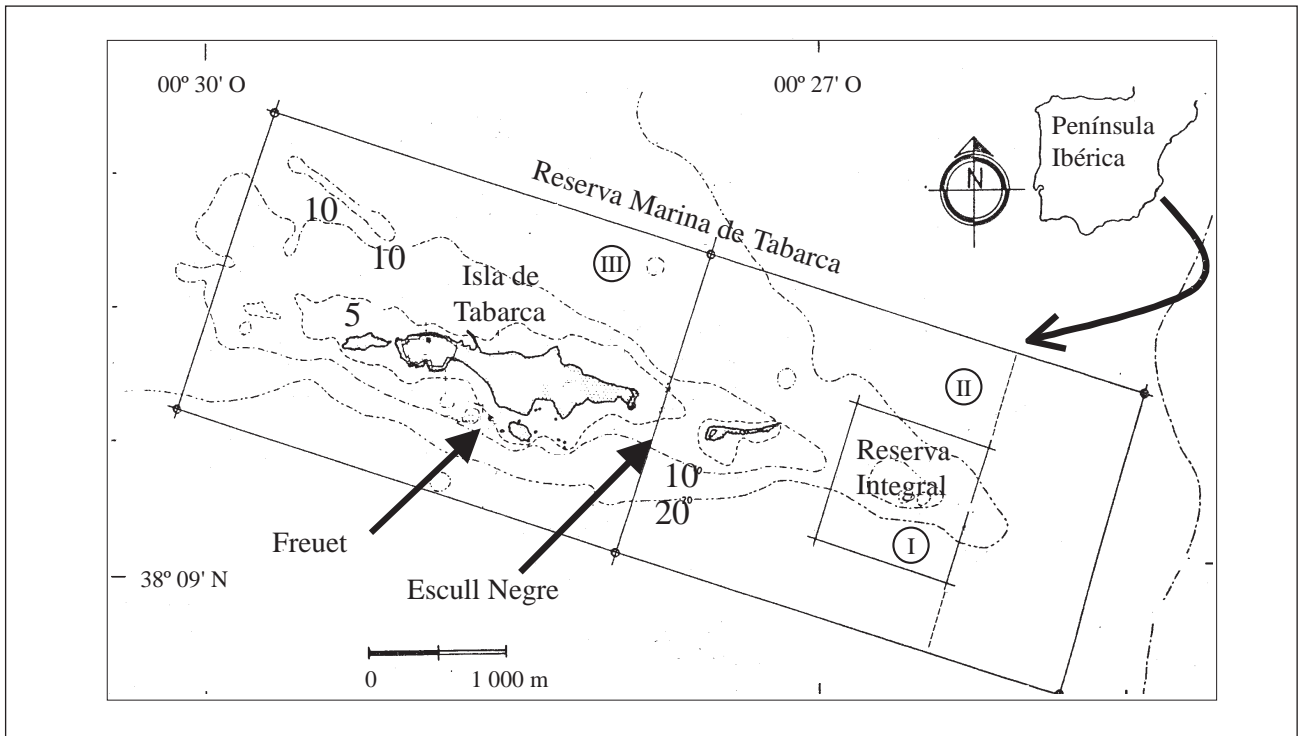 00º 30' O
00º 27' O
Península
Ibérica
N
Reserva Marina de Tabarca
10
10
III
Isla de
Tabarca
5
II
Reserva
Integral
10
20
20
I
Freuet
Escull Negre
38º 09' N
0
1 000 m